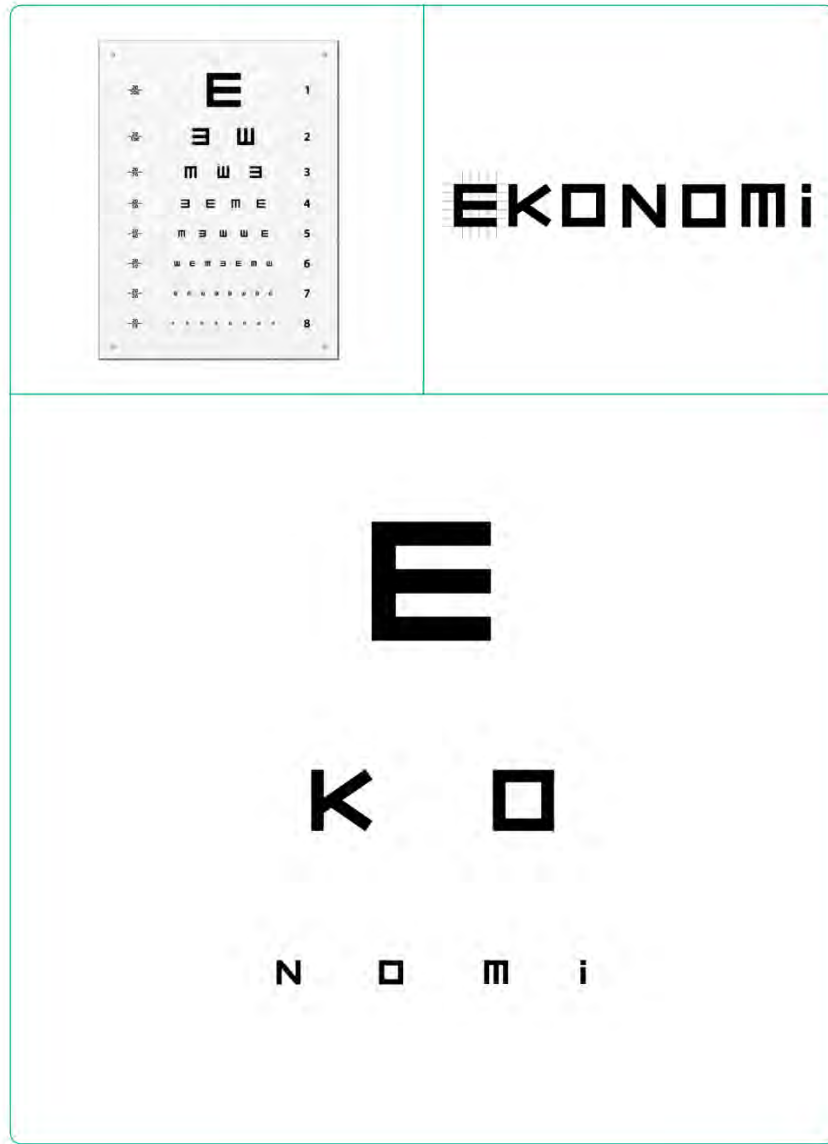 E 1
Ǝ Ш 2
m Ш Ǝ 3
Ǝ E m E 4
m Ǝ Ш Ш E 5
Ш E m Ǝ E m Ш 6
7
8
EKONOMi
E
K O
N O M i